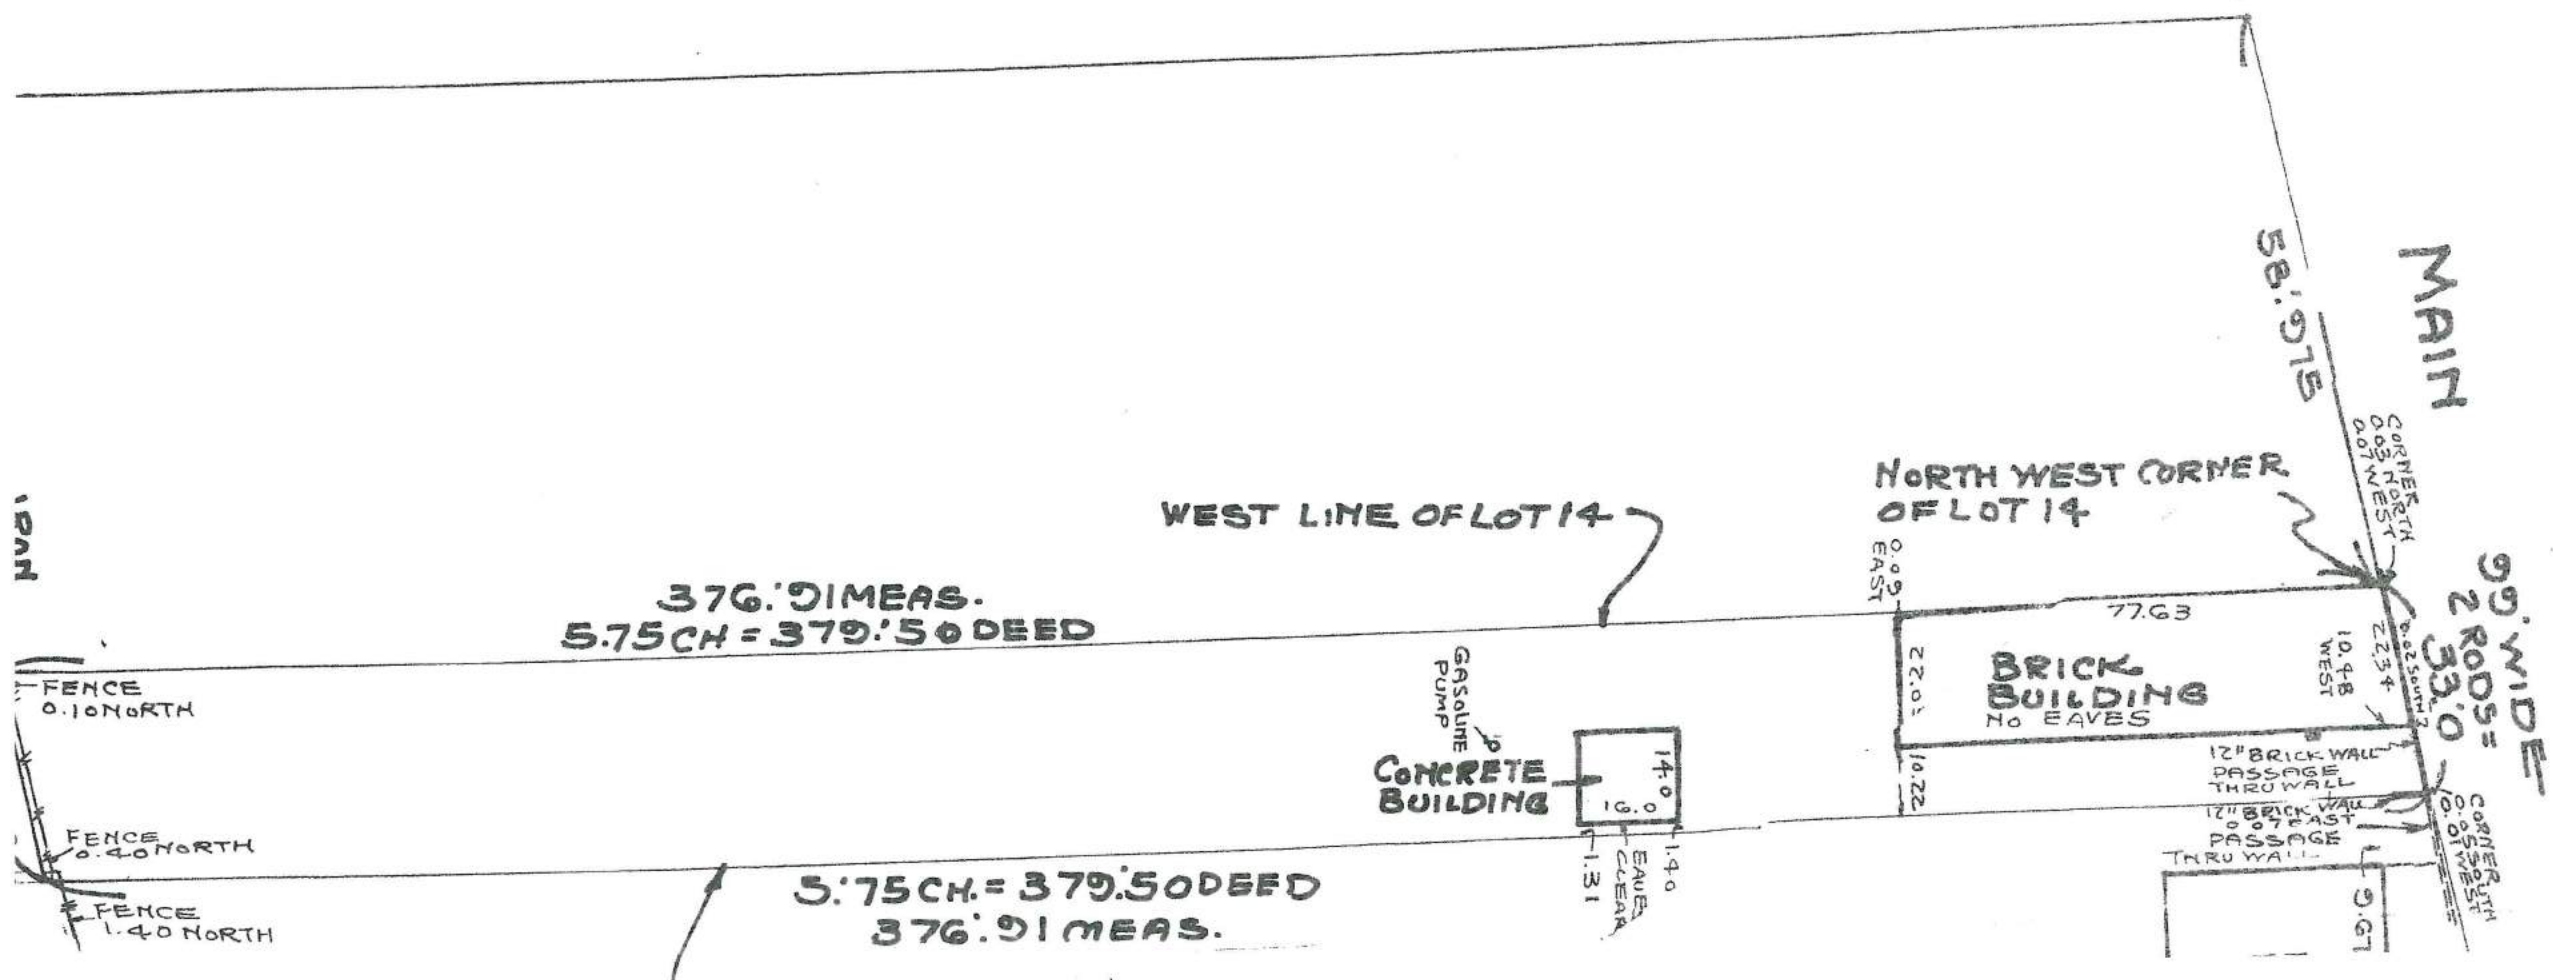 MAIN
58.'975
CORNER
0.03 NORTH
0.07 WEST
99' WIDE
2 RODS =
33.'0
NORTH WEST CORNER
OF LOT 14
WEST LINE OF LOT 14
0.09
EAST
376.'91 MEAS.
5.75 CH = 379.'50 DEED
77.63
22.34
0.02 SOUTH
10.48
WEST
BRICK
BUILDING
NO EAVES
10.22
GASOLINE
PUMP
CONCRETE
BUILDING
14.0
16.0
1.40
EAVES
CLEAR
1.31
12" BRICK WALL
PASSAGE
THRU WALL
12" BRICK WALL
0.07 EAST
PASSAGE
THRU WALL
CORNER
0.05 SOUTH
0.07 WEST
9.67
FENCE
0.10 NORTH
FENCE
0.40 NORTH
FENCE
1.40 NORTH
5.'75 CH. = 379.'50 DEED
376.'91 MEAS.